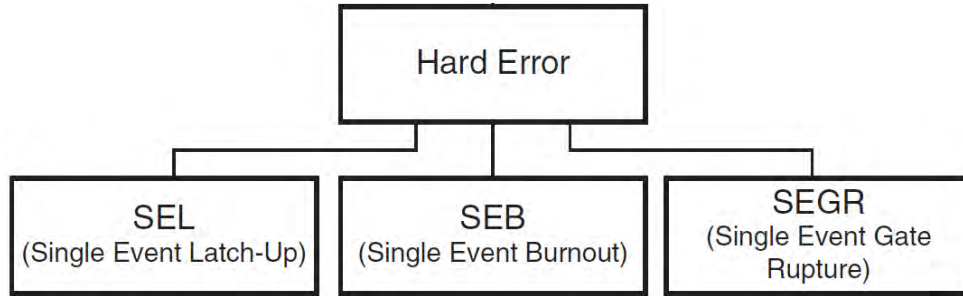 Hard Error
SEL
(Single Event Latch-Up)
SEB
(Single Event Burnout)
SEGR
(Single Event Gate
Rupture)